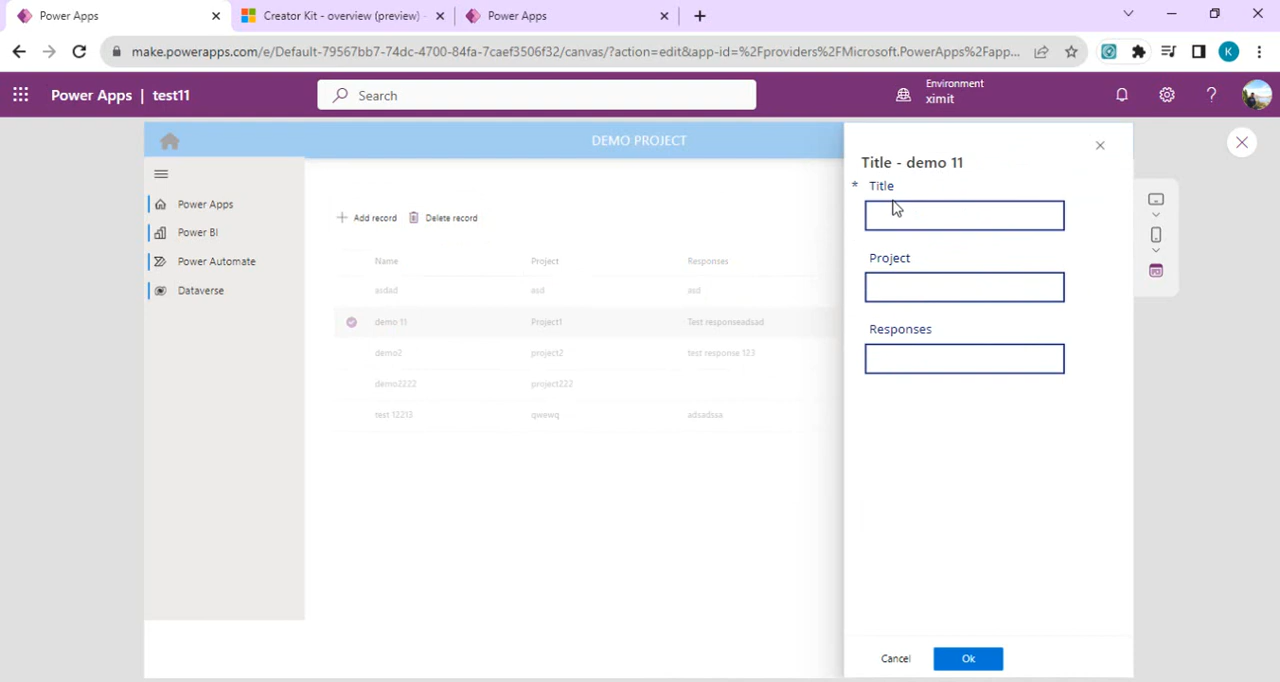 Power Apps
Creator Kit - overview (preview) -
Power Apps
make.powerapps.com/e/Default-79567bb7-74dc-4700-84fa-7caef3506f32/canvas/?action=edit&app-id=%2Fproviders%2FMicrosoft.PowerApps%2Fapp...
K
Power Apps | test11
Search
Environment
ximit
DEMO PROJECT
Power Apps
Power BI
Power Automate
Dataverse
Add record
Delete record
Name Project Responses
asdad asd asd
demo 11 Project1 Test responseadsad
demo2 project2 test response 123
demo2222 project222
test 12213 qwewq adsadsaa
Title - demo 11
* Title
Project
Responses
Cancel
Ok